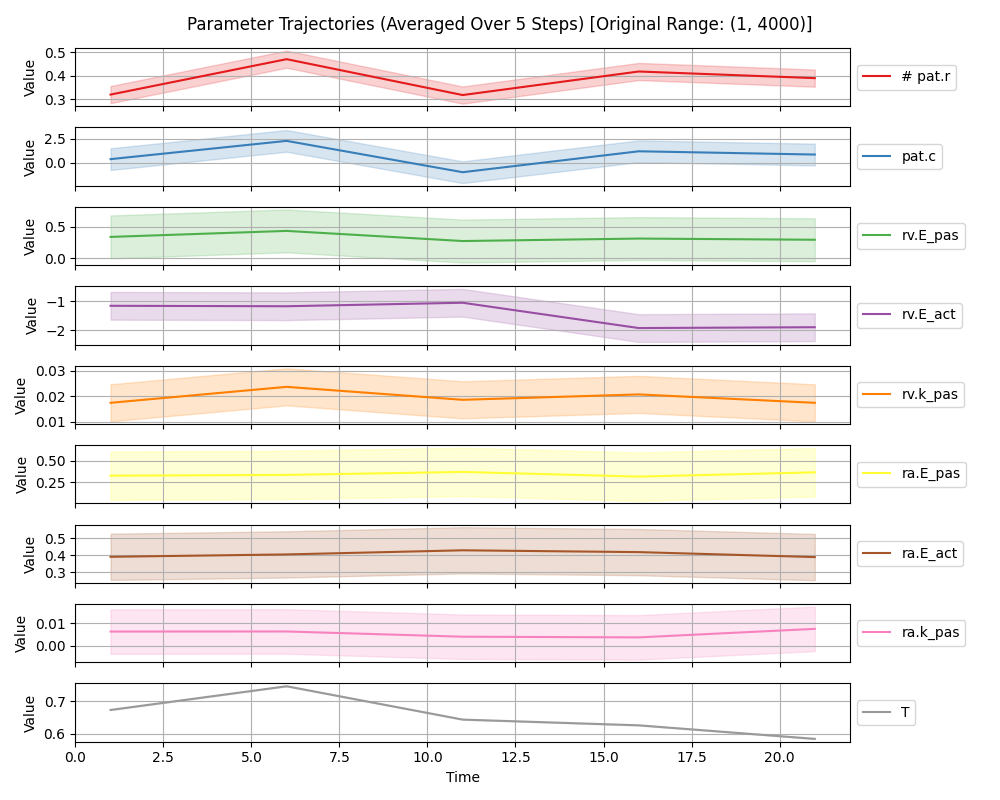 Parameter Trajectories (Averaged Over 5 Steps) [Original Range: (1, 4000)]
0.5
0.4
0.3
Value
# pat.r
2.5
0.0
Value
pat.c
0.5
0.0
Value
rv.E_pas
−1
−2
Value
rv.E_act
0.03
0.02
0.01
Value
rv.k_pas
0.50
0.25
Value
ra.E_pas
0.5
0.4
0.3
Value
ra.E_act
0.01
0.00
Value
ra.k_pas
0.7
0.6
Value
T
0.0 2.5 5.0 7.5 10.0 12.5 15.0 17.5 20.0
Time